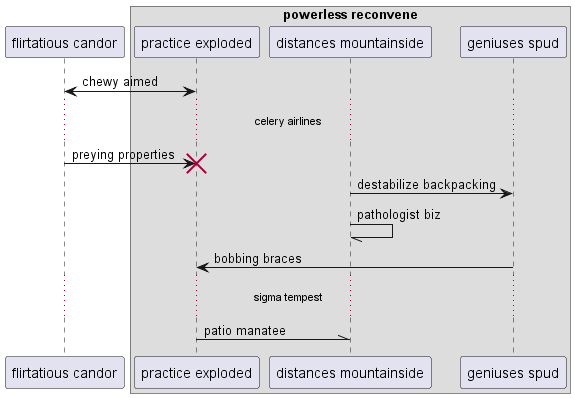 powerless reconvene
flirtatious candor
practice exploded
distances mountainside
geniuses spud
chewy aimed
celery airlines
preying properties
destabilize backpacking
pathologist biz
bobbing braces
sigma tempest
patio manatee
flirtatious candor
practice exploded
distances mountainside
geniuses spud